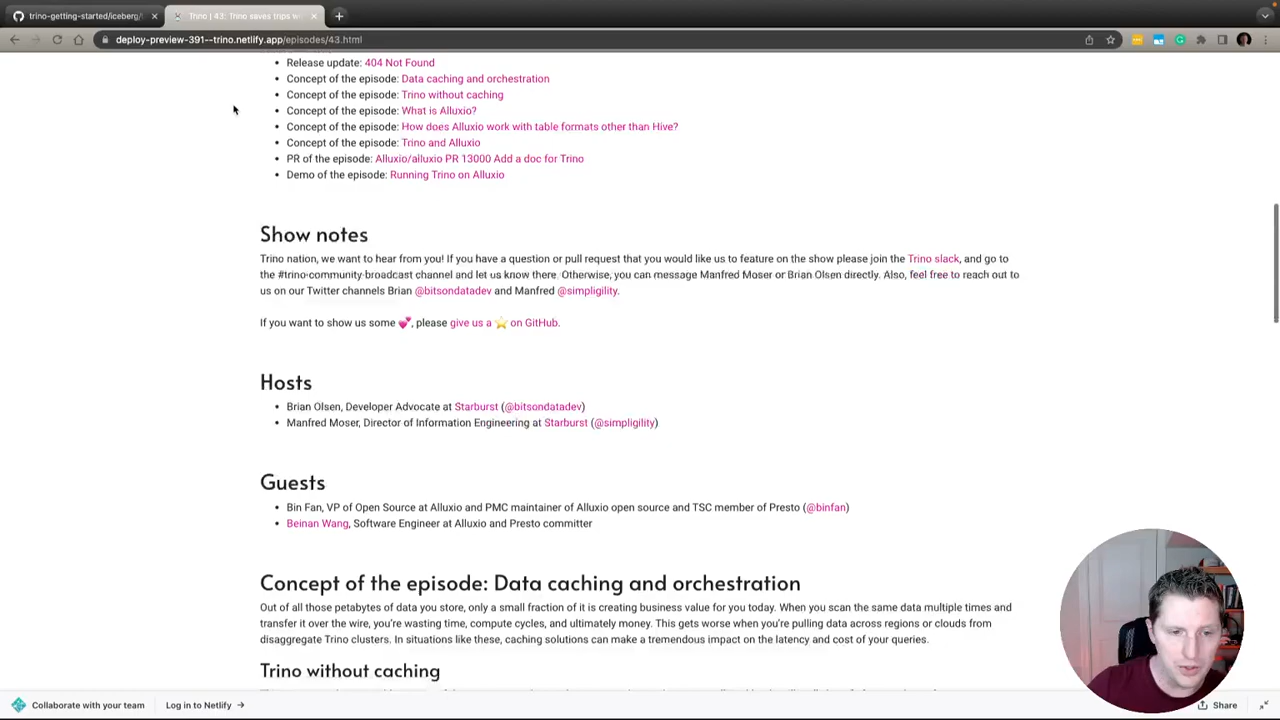 trino-getting-started/iceberg/
Trino | 43: Trino saves trips w
deploy-preview-391--trino.netlify.app/episodes/43.html
Release update: 404 Not Found
Concept of the episode: Data caching and orchestration
Concept of the episode: Trino without caching
Concept of the episode: What is Alluxio?
Concept of the episode: How does Alluxio work with table formats other than Hive?
Concept of the episode: Trino and Alluxio
PR of the episode: Alluxio/alluxio PR 13000 Add a doc for Trino
Demo of the episode: Running Trino on Alluxio
Show notes
Trino nation, we want to hear from you! If you have a question or pull request that you would like us to feature on the show please join the Trino slack, and go to
the #trino-community-broadcast channel and let us know there. Otherwise, you can message Manfred Moser or Brian Olsen directly. Also, feel free to reach out to
us on our Twitter channels Brian @bitsondatadev and Manfred @simpligility.
If you want to show us some 💕, please give us a ⭐ on GitHub.
Hosts
Brian Olsen, Developer Advocate at Starburst (@bitsondatadev)
Manfred Moser, Director of Information Engineering at Starburst (@simpligility)
Guests
Bin Fan, VP of Open Source at Alluxio and PMC maintainer of Alluxio open source and TSC member of Presto (@binfan)
Beinan Wang, Software Engineer at Alluxio and Presto committer
Concept of the episode: Data caching and orchestration
Out of all those petabytes of data you store, only a small fraction of it is creating business value for you today. When you scan the same data multiple times and
transfer it over the wire, you're wasting time, compute cycles, and ultimately money. This gets worse when you're pulling data across regions or clouds from
disaggregate Trino clusters. In situations like these, caching solutions can make a tremendous impact on the latency and cost of your queries.
Trino without caching
Collaborate with your team
Log in to Netlify →
Share